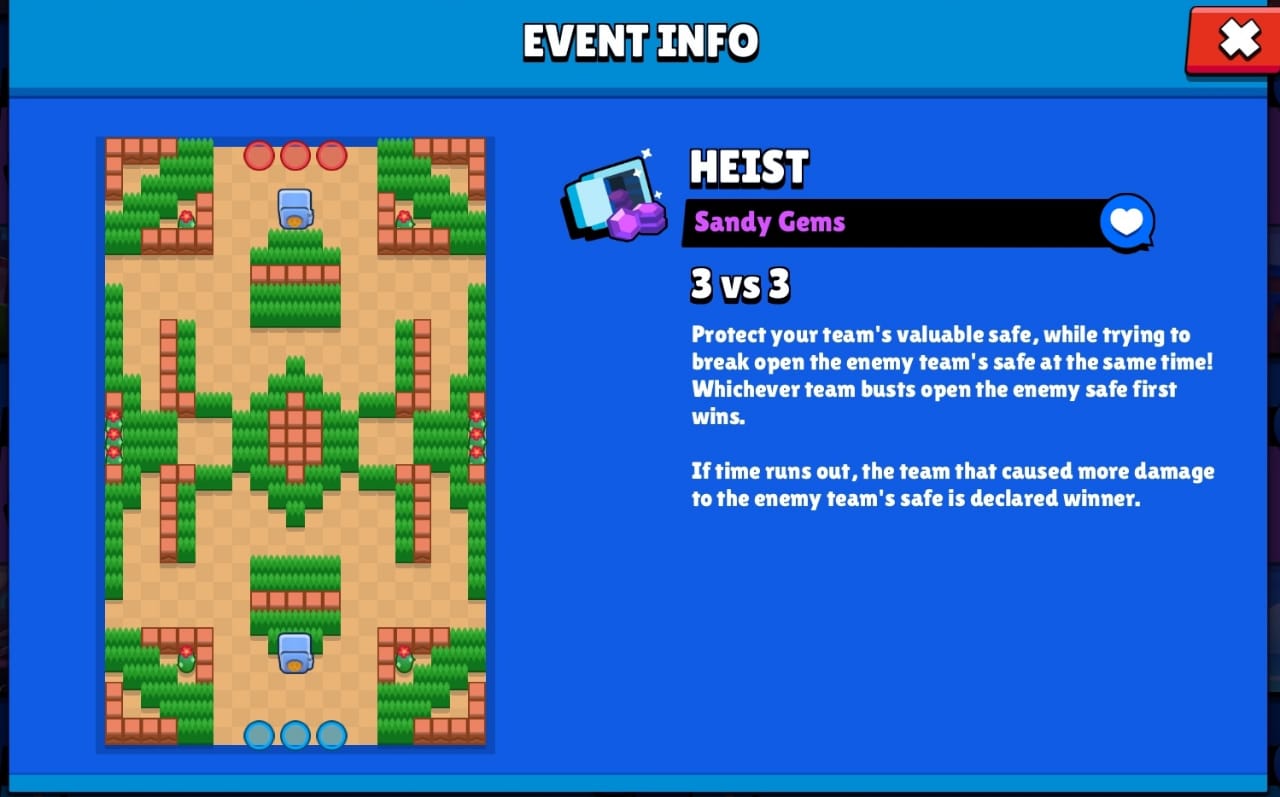 EVENT INFO
HEIST
Sandy Gems
3 vs 3
Protect your team's valuable safe, while trying to
break open the enemy team's safe at the same time!
Whichever team busts open the enemy safe first
wins.
If time runs out, the team that caused more damage
to the enemy team's safe is declared winner.